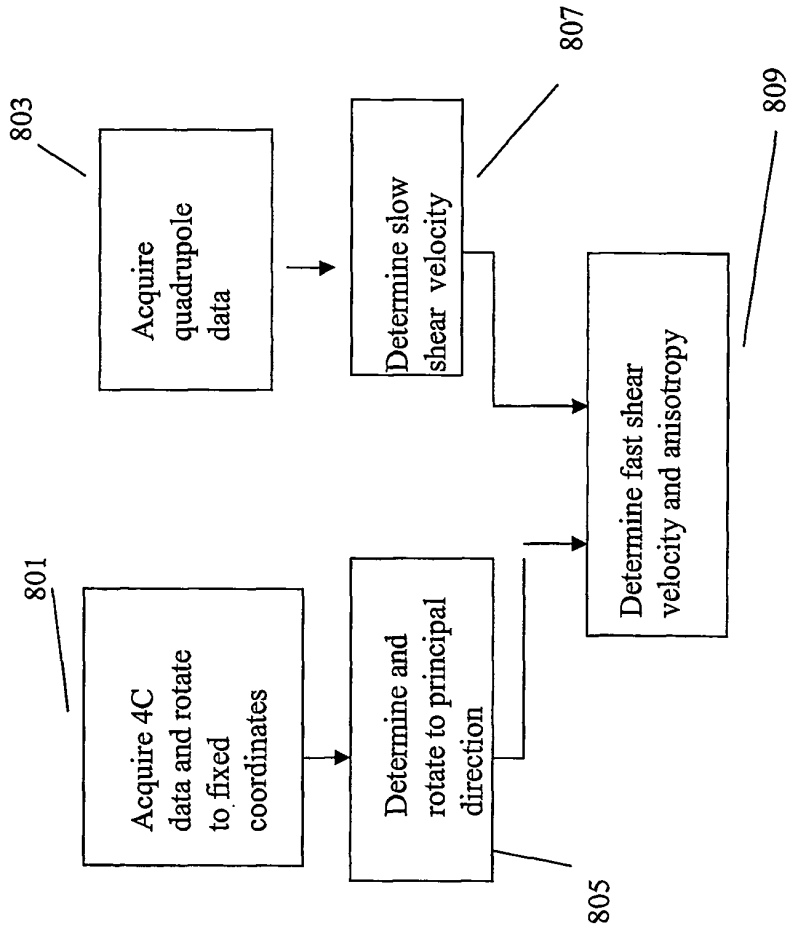 801
Acquire 4C
data and rotate
to fixed
coordinates
803
Acquire
quadrupole
data
Determine and
rotate to principal
direction
805
Determine slow
shear velocity
807
Determine fast shear
velocity and anisotropy
809